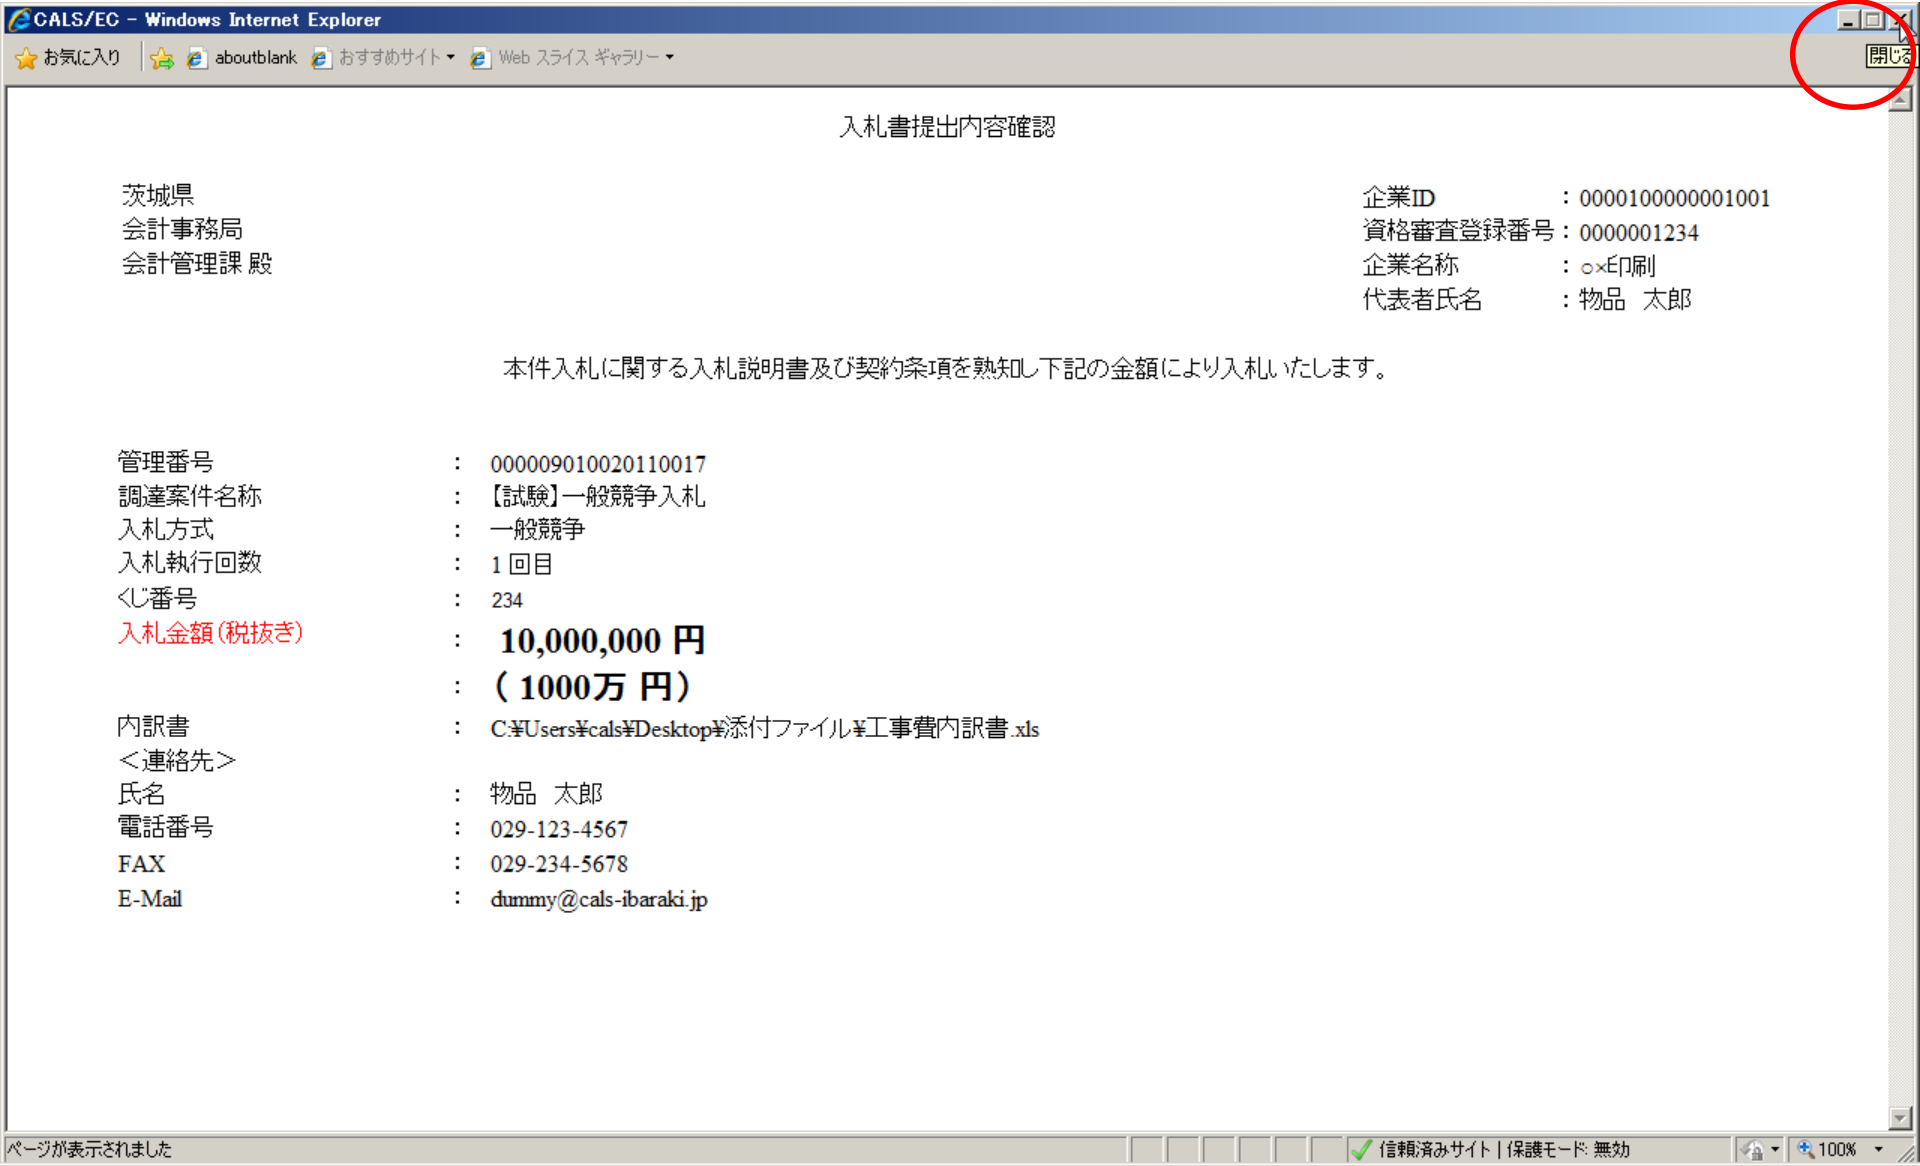 CALS/EC - Windows Internet Explorer
お気に入り aboutblank おすすめサイト Web スライス ギャラリー
閉じる
入札書提出内容確認
茨城県
会計事務局
会計管理課 殿
企業ID ：0000100000001001
資格審査登録番号：0000001234
企業名称 ：○×印刷
代表者氏名 ：物品　太郎
本件入札に関する入札説明書及び契約条項を熟知し下記の金額により入札いたします。
管理番号 ： 000009010020110017
調達案件名称 ： 【試験】一般競争入札
入札方式 ： 一般競争
入札執行回数 ： 1 回目
くじ番号 ： 234
入札金額(税抜き) ： 10,000,000 円
： （ 1000万 円）
内訳書 ： C:¥Users¥cals¥Desktop¥添付ファイル¥工事費内訳書.xls
＜連絡先＞
氏名 ： 物品　太郎
電話番号 ： 029-123-4567
FAX ： 029-234-5678
E-Mail ： dummy@cals-ibaraki.jp
ページが表示されました 信頼済みサイト | 保護モード: 無効 100%